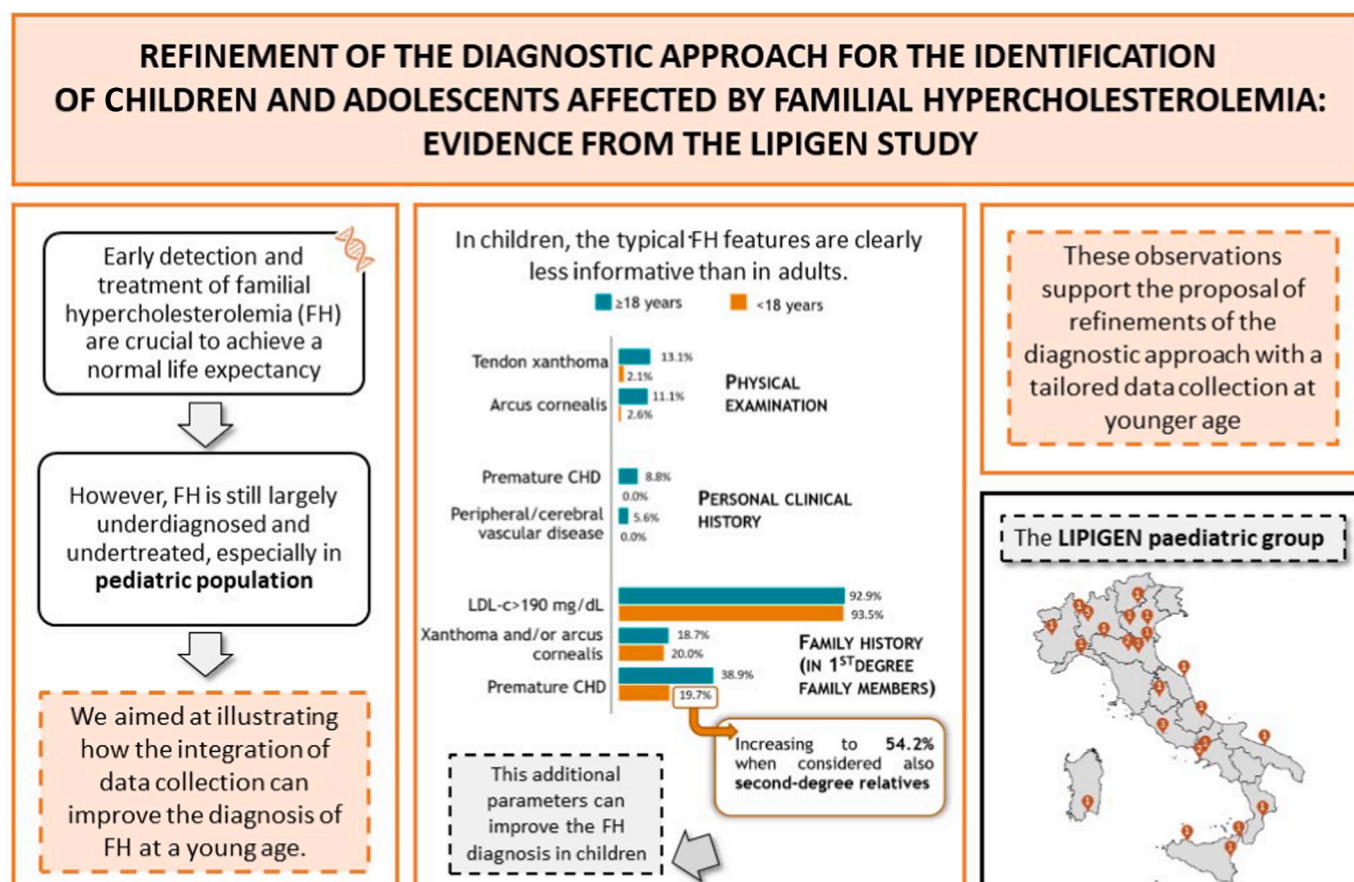 REFINEMENT OF THE DIAGNOSTIC APPROACH FOR THE IDENTIFICATION
OF CHILDREN AND ADOLESCENTS AFFECTED BY FAMILIAL HYPERCHOLESTEROLEMIA:
EVIDENCE FROM THE LIPIGEN STUDY
Early detection and
treatment of familial
hypercholesterolemia (FH)
are crucial to achieve a
normal life expectancy
However, FH is still largely
underdiagnosed and
undertreated, especially in
pediatric population
We aimed at illustrating
how the integration of
data collection can
improve the diagnosis of
FH at a young age.
In children, the typical FH features are clearly
less informative than in adults.
≥18 years <18 years
Tendon xanthoma
13.1%
2.1%
Arcus cornealis
11.1%
2.6%
PHYSICAL
EXAMINATION
Premature CHD
8.8%
0.0%
Peripheral/cerebral
vascular disease
5.6%
0.0%
PERSONAL CLINICAL
HISTORY
LDL-c>190 mg/dL
92.9%
93.5%
Xanthoma and/or arcus
cornealis
18.7%
20.0%
Premature CHD
38.9%
19.7%
FAMILY HISTORY
(IN 1ST DEGREE
FAMILY MEMBERS)
Increasing to 54.2%
when considered also
second-degree relatives
This additional
parameters can
improve the FH
diagnosis in children
These observations
support the proposal of
refinements of the
diagnostic approach with a
tailored data collection at
younger age
The LIPIGEN paediatric group